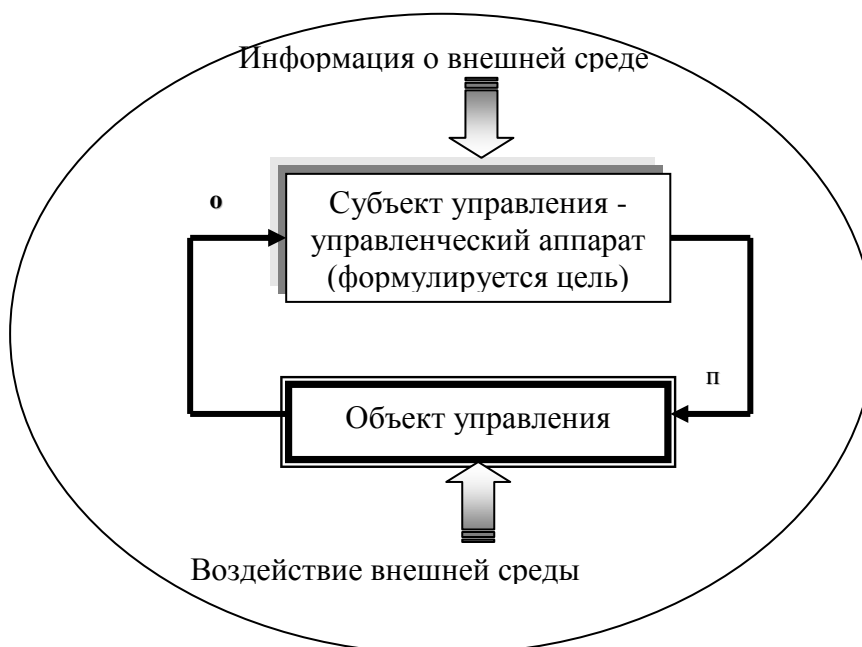 Информация о внешней среде
о
Субъект управления -
управленческий аппарат
(формулируется цель)
п
Объект управления
Воздействие внешней среды